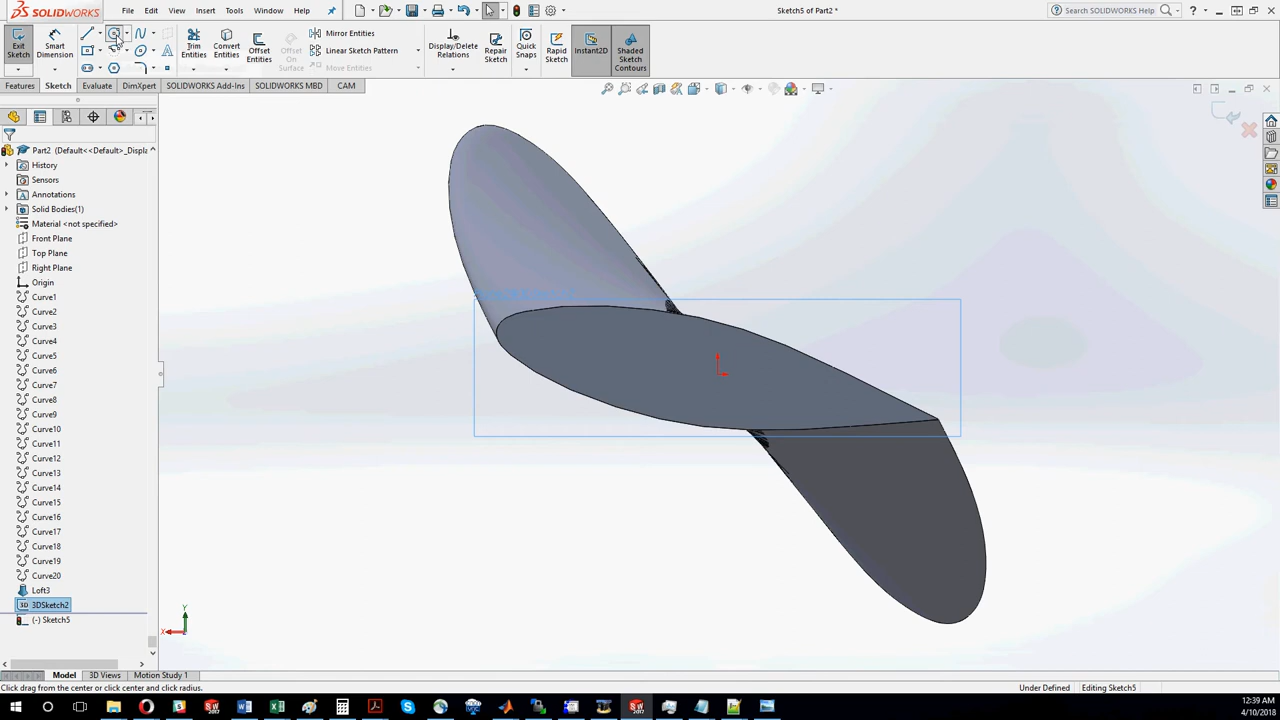 SOLIDWORKS
File Edit View Insert Tools Window Help
Sketch5 of Part2 *
Search SOLIDWORKS Help
Exit Sketch
Smart Dimension
Trim Entities
Convert Entities
Offset Entities
Offset On Surface
Mirror Entities
Linear Sketch Pattern
Move Entities
Display/Delete Relations
Repair Sketch
Quick Snaps
Rapid Sketch
Instant2D
Shaded Sketch Contours
Features Sketch Evaluate DimXpert SOLIDWORKS Add-Ins SOLIDWORKS MBD CAM
Part2 (Default<<Default>_Displa
History
Sensors
Annotations
Solid Bodies(1)
Material <not specified>
Front Plane
Top Plane
Right Plane
Origin
Curve1
Curve2
Curve3
Curve4
Curve5
Curve6
Curve7
Curve8
Curve9
Curve10
Curve11
Curve12
Curve13
Curve14
Curve15
Curve16
Curve17
Curve18
Curve19
Curve20
Loft3
3D 3DSketch2
(-) Sketch5
Y
X
Model 3D Views Motion Study 1
Click drag from the center or click center and click radius.
Under Defined Editing Sketch5
12:39 AM
4/10/2018